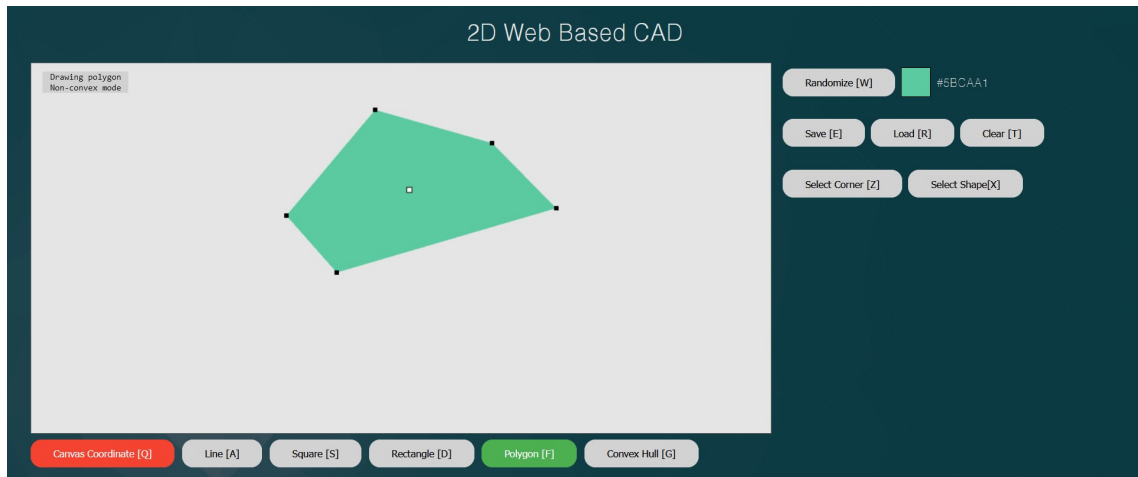 2D Web Based CAD
Drawing polygon
Non-convex mode
Randomize [W]
#5BCAA1
Save [E]
Load [R]
Clear [T]
Select Corner [Z]
Select Shape[X]
Canvas Coordinate [Q]
Line [A]
Square [S]
Rectangle [D]
Polygon [F]
Convex Hull [G]